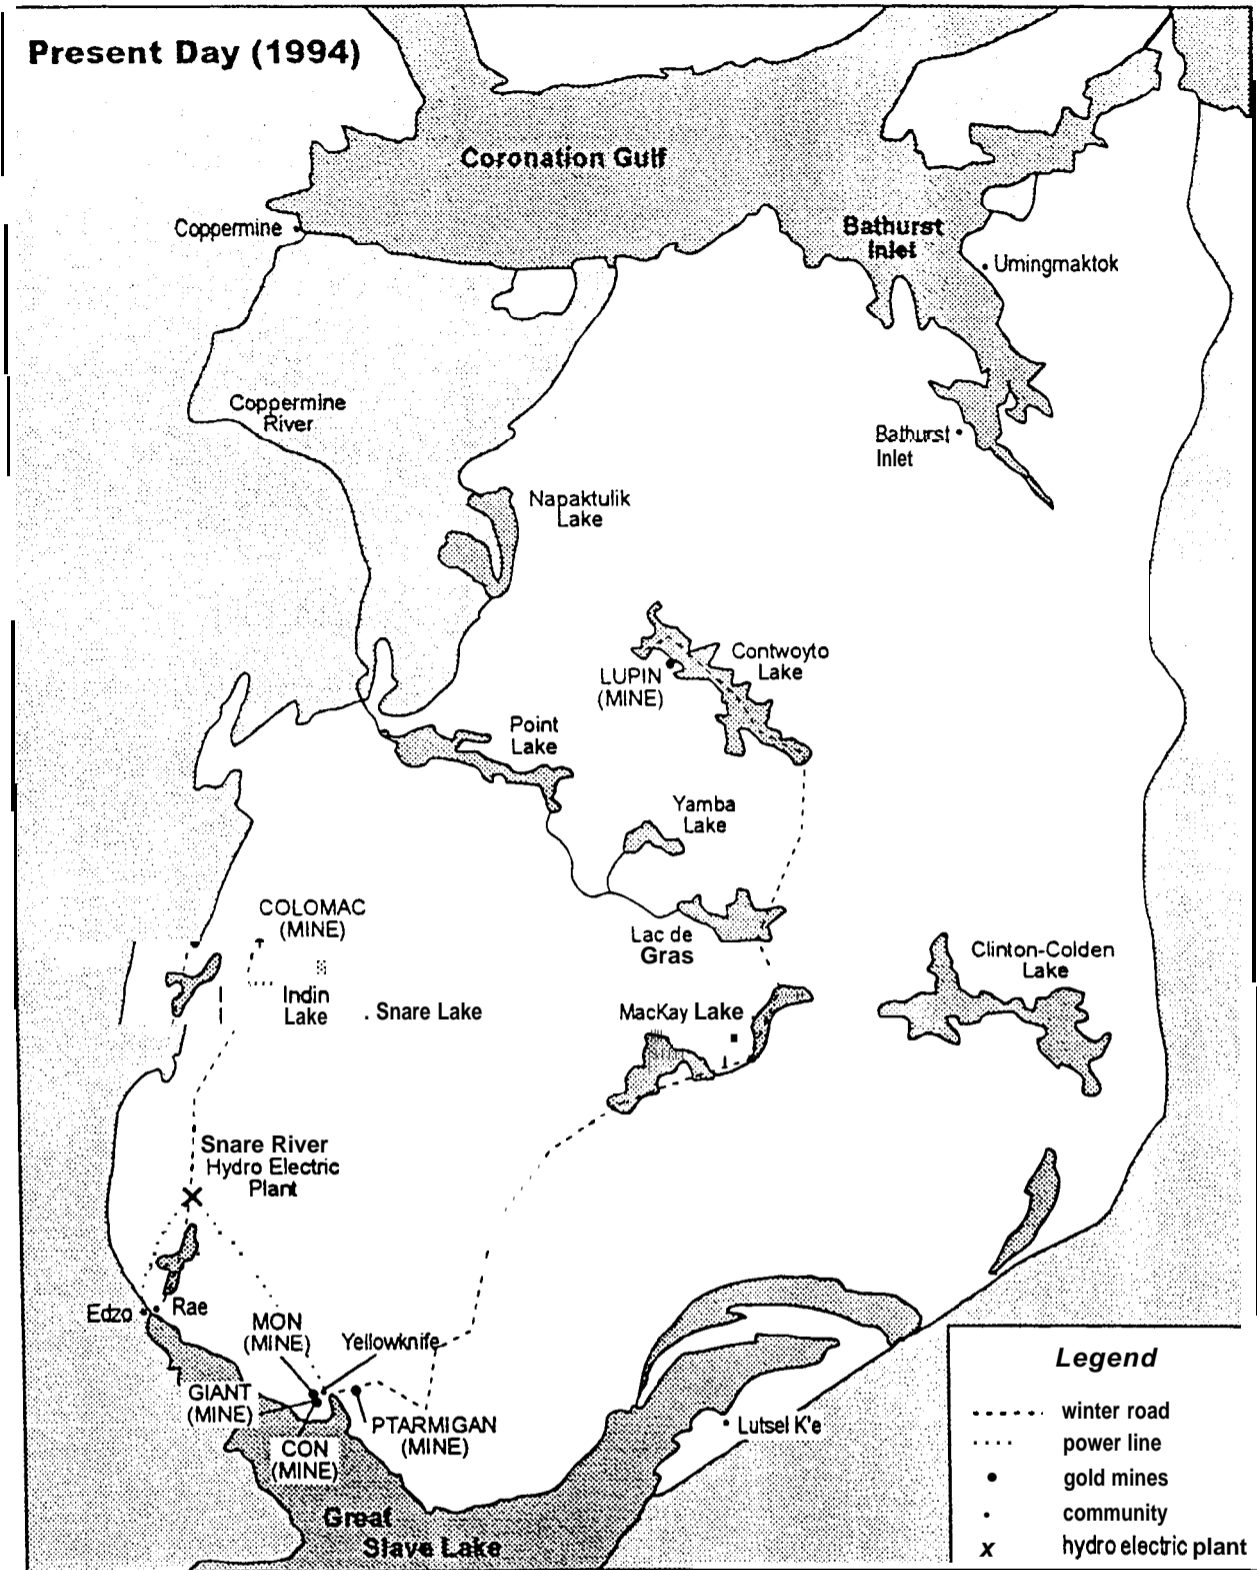 Present Day (1994)
Coronation Gulf
Coppermine
Bathurst
Inlet
Umingmaktok
Coppermine
River
Bathurst
Inlet
Napaktulik
Lake
Contwoyto
Lake
LUPIN
(MINE)
Point
Lake
Yamba
Lake
COLOMAC
(MINE)
Lac de
Gras
Clinton-Colden
Lake
Indin
Lake
Snare Lake
MacKay Lake
Snare River
Hydro Electric
Plant
Edzo
Rae
MON
(MINE)
Yellowknife
GIANT
(MINE)
PTARMIGAN
(MINE)
CON
(MINE)
Lutsel K'e
Great
Slave Lake
Legend
winter road
power line
gold mines
community
x hydro electric plant